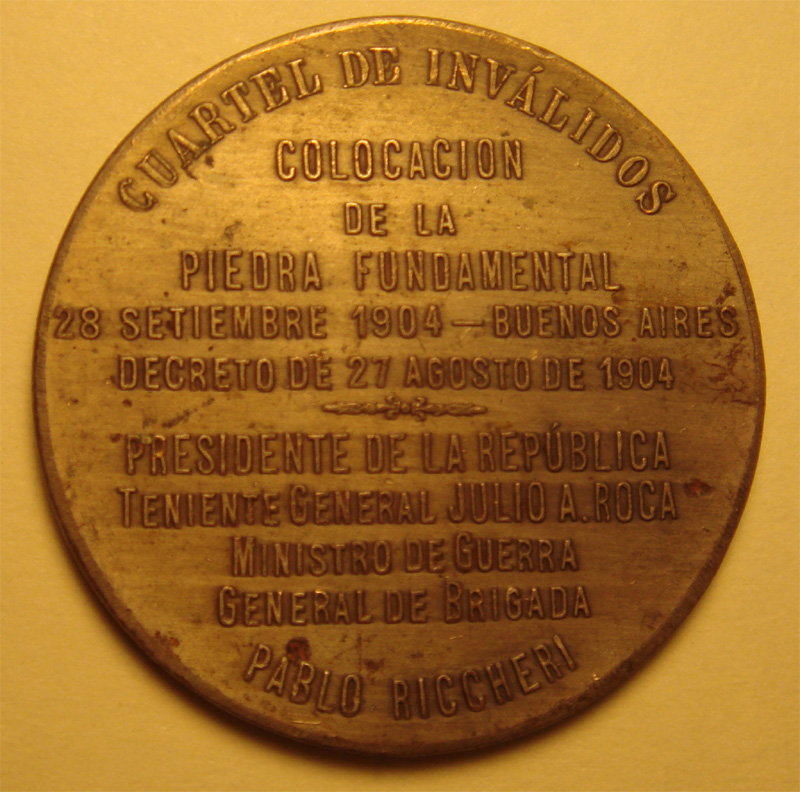 CUARTEL DE INVÁLIDOS
COLOCACION
DE LA
PIEDRA FUNDAMENTAL
28 SETIEMBRE 1904 — BUENOS AIRES
DECRETO DE 27 AGOSTO DE 1904
PRESIDENTE DE LA REPÚBLICA
TENIENTE GENERAL JULIO A. ROCA
MINISTRO DE GUERRA
GENERAL DE BRIGADA
PABLO RICCHERI